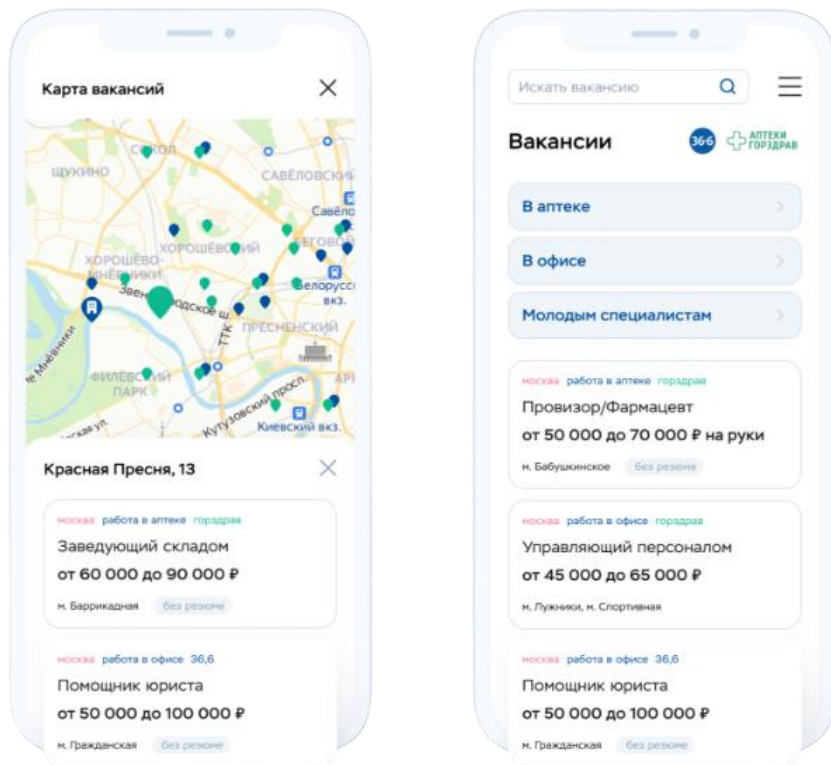 Карта вакансий
СОКОЛ
ЩУКИНО
САВЁЛОВСКИЙ
ХОРОШЁВСКИЙ
БЕГОВОЙ
ХОРОШЁВО-
МНЁВНИКИ
Белорусс
вкз.
Звенигородское ш.
ТТК
ПРЕСНЕНСКИЙ
ФИЛЁВСКИЙ
ПАРК
Кутузовский просп.
Киевский вкз.
Красная Пресня, 13
москва работа в аптеке горздрав
Заведующий складом
от 60 000 до 90 000 ₽
м. Баррикадная без резюме
москва работа в офисе 36,6
Помощник юриста
от 50 000 до 100 000 ₽
м. Гражданская без резюме
Искать вакансию
Вакансии 36·6 АПТЕКИ
ГОРЗДРАВ
В аптеке
В офисе
Молодым специалистам
москва работа в аптеке горздрав
Провизор/Фармацевт
от 50 000 до 70 000 ₽ на руки
м. Бабушкинское без резюме
москва работа в офисе горздрав
Управляющий персоналом
от 45 000 до 65 000 ₽
м. Лужники, м. Спортивная
москва работа в офисе 36,6
Помощник юриста
от 50 000 до 100 000 ₽
м. Гражданская без резюме